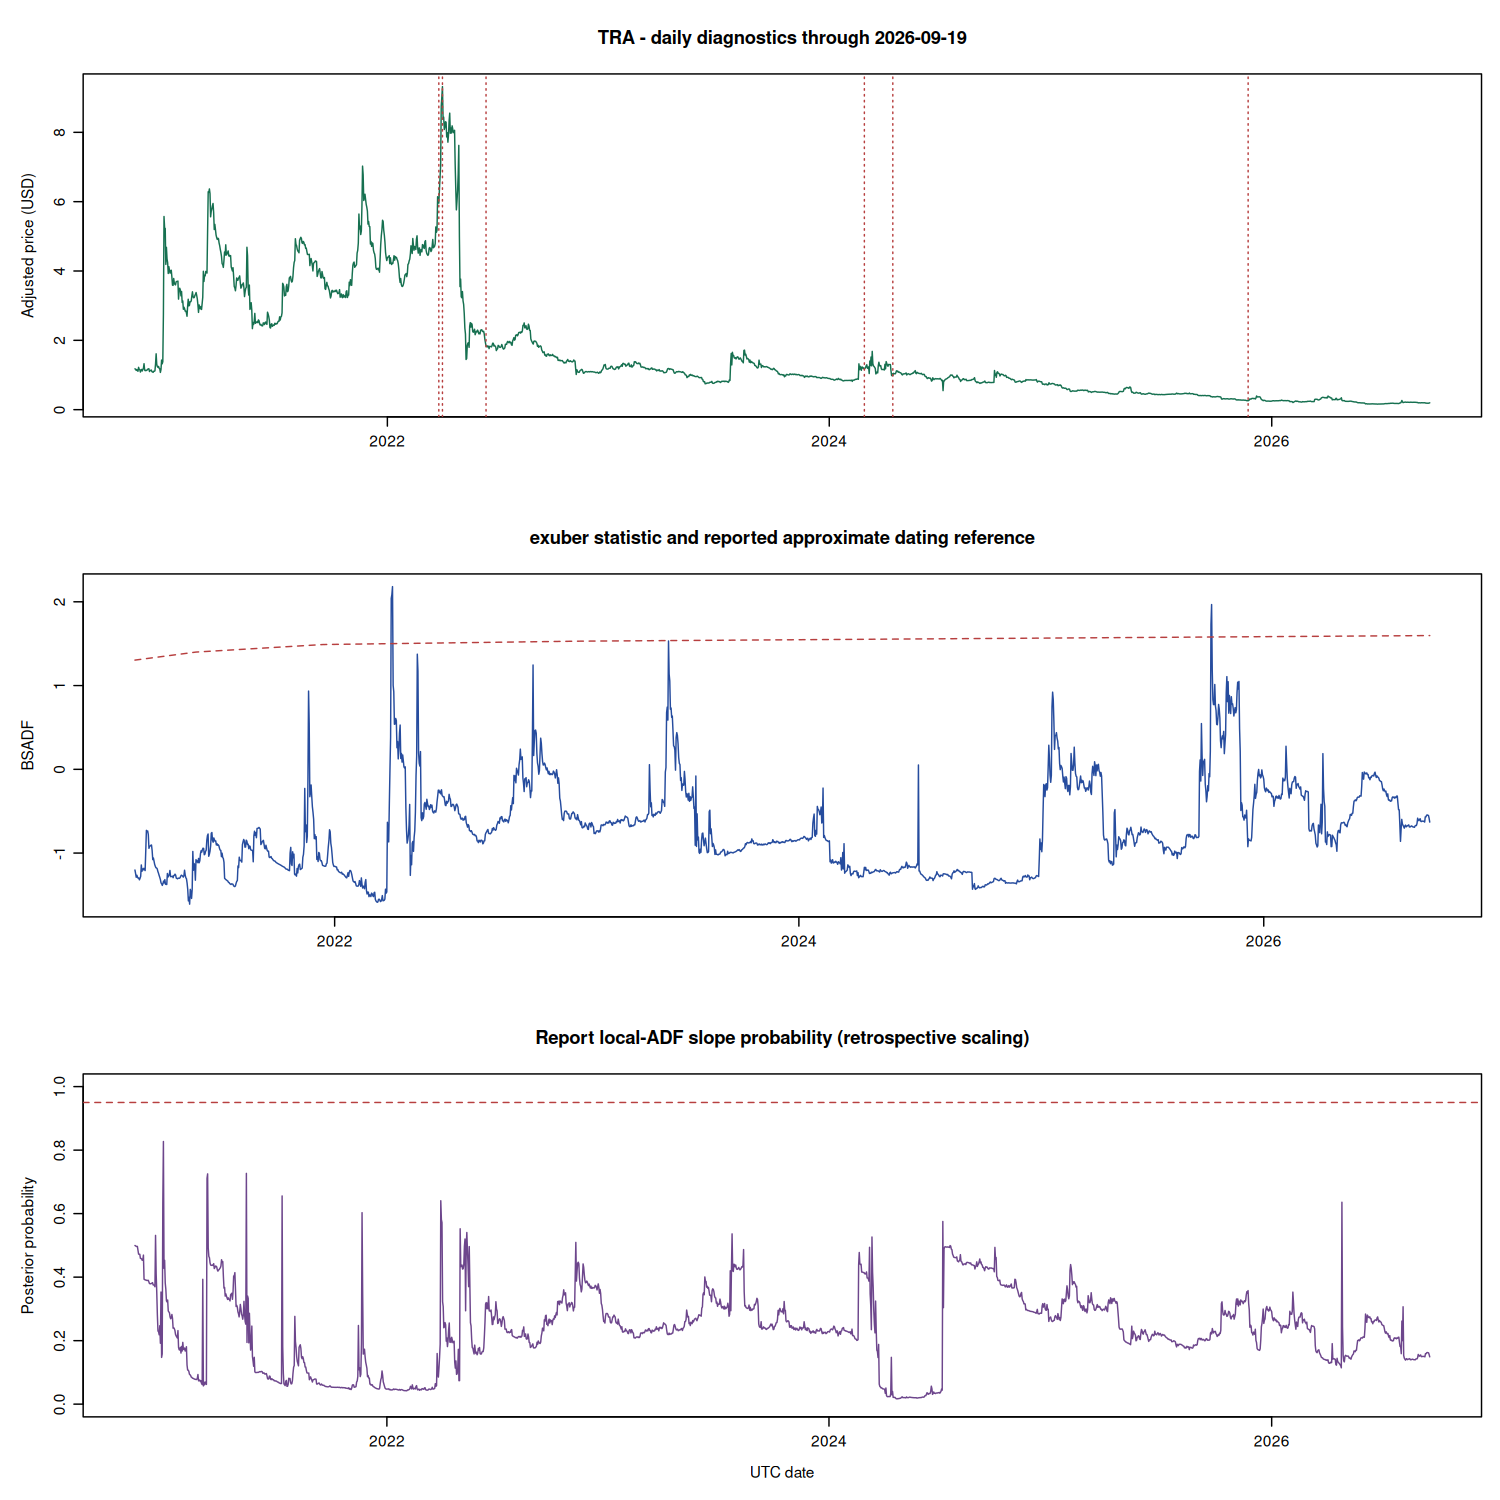 TRA - daily diagnostics through 2026-09-19
Adjusted price (USD)
8
6
4
2
0
2022 2024 2026
exuber statistic and reported approximate dating reference
BSADF
2
1
0
-1
2022 2024 2026
Report local-ADF slope probability (retrospective scaling)
Posterior probability
1.0
0.8
0.6
0.4
0.2
0.0
2022 2024 2026
UTC date